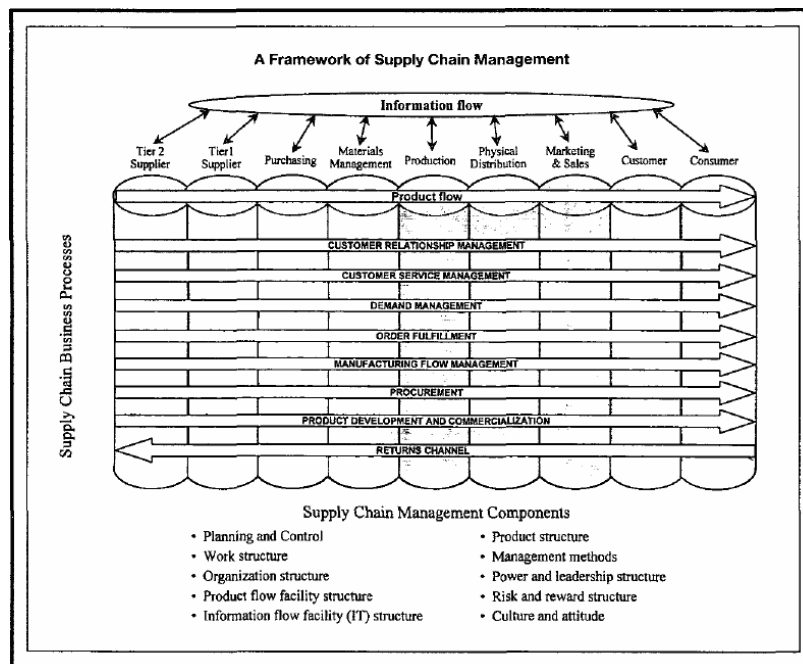 A Framework of Supply Chain Management
Information flow
Tier 2 Supplier
Tier1 Supplier
Purchasing
Materials Management
Production
Physical Distribution
Marketing & Sales
Customer
Consumer
Product flow
Supply Chain Business Processes
CUSTOMER RELATIONSHIP MANAGEMENT
CUSTOMER SERVICE MANAGEMENT
DEMAND MANAGEMENT
ORDER FULFILLMENT
MANUFACTURING FLOW MANAGEMENT
PROCUREMENT
PRODUCT DEVELOPMENT AND COMMERCIALIZATION
RETURNS CHANNEL
Supply Chain Management Components
• Planning and Control
• Work structure
• Organization structure
• Product flow facility structure
• Information flow facility (IT) structure
• Product structure
• Management methods
• Power and leadership structure
• Risk and reward structure
• Culture and attitude